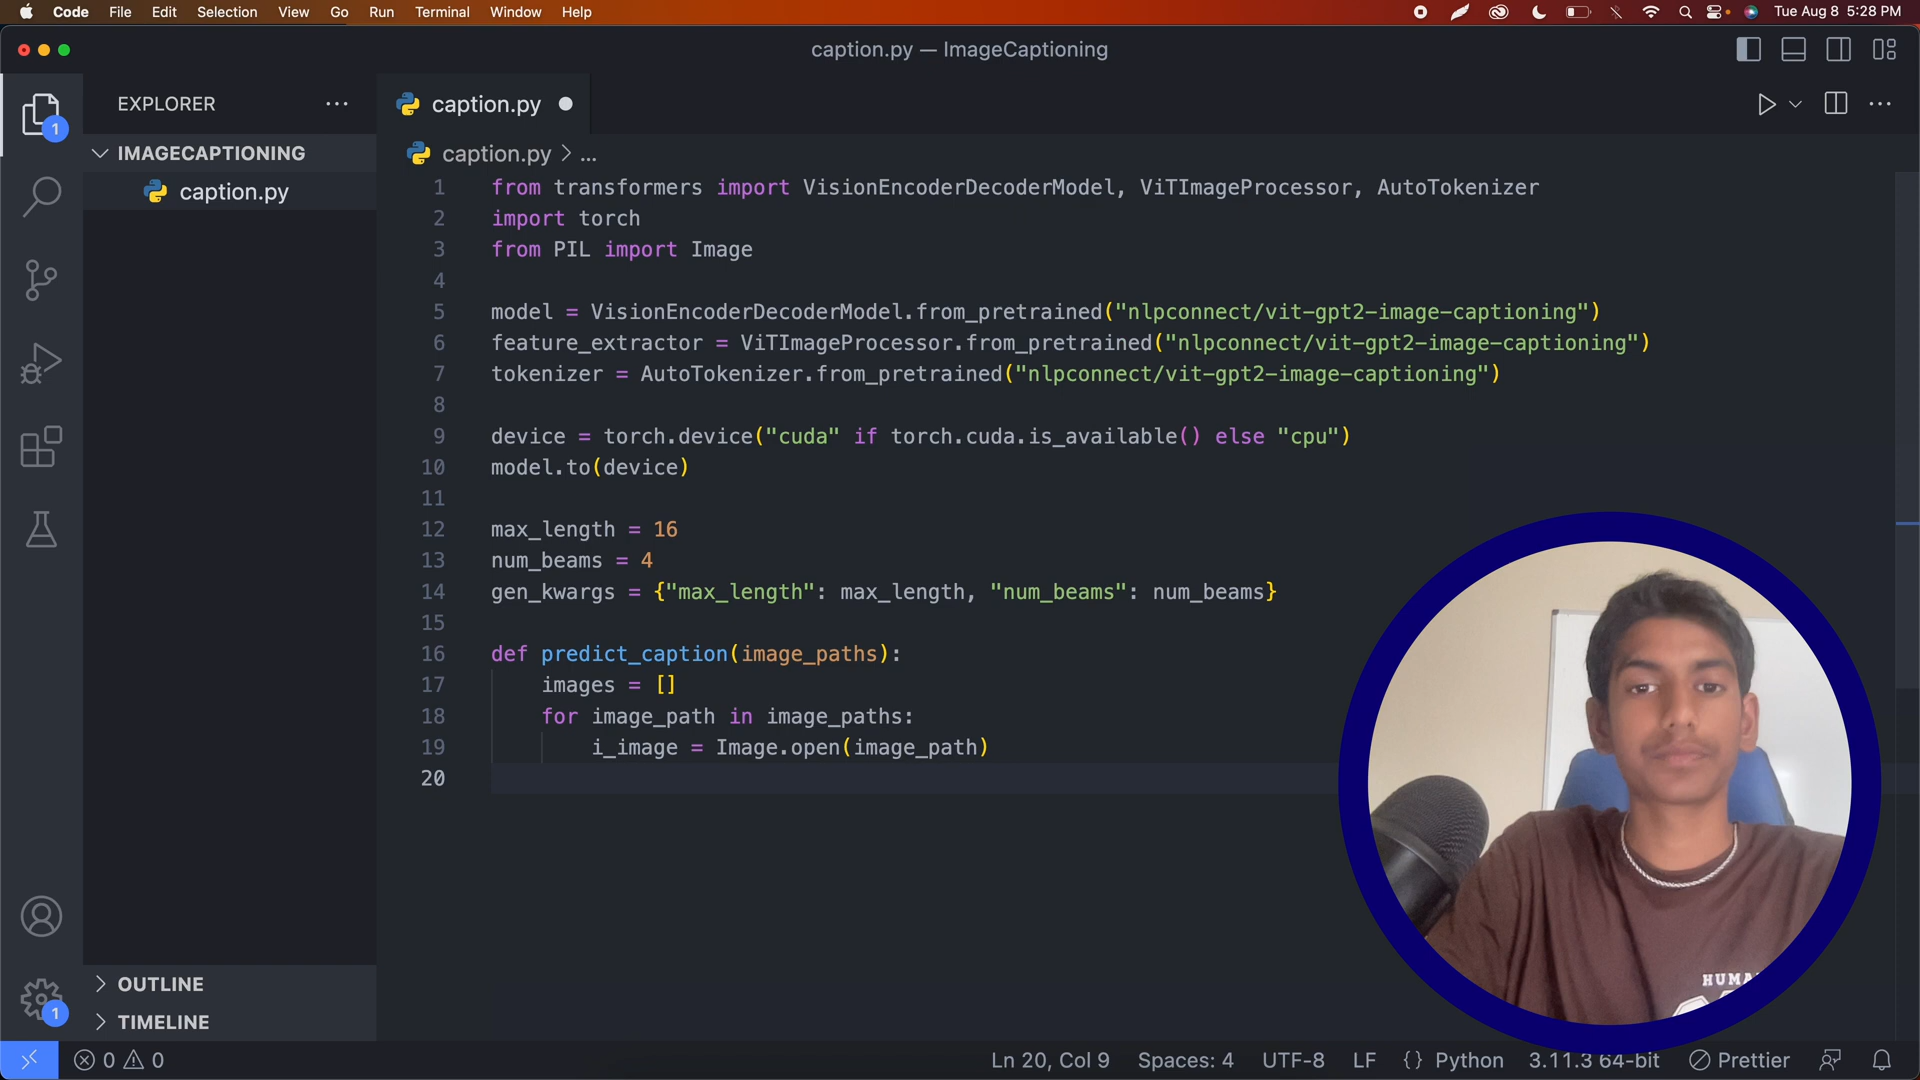 Code File Edit Selection View Go Run Terminal Window Help Tue Aug 8 5:28 PM
caption.py — ImageCaptioning
EXPLORER
1
IMAGECAPTIONING
caption.py
OUTLINE
1
TIMELINE
caption.py
caption.py > ...
1 from transformers import VisionEncoderDecoderModel, ViTImageProcessor, AutoTokenizer
2 import torch
3 from PIL import Image
4
5 model = VisionEncoderDecoderModel.from_pretrained("nlpconnect/vit-gpt2-image-captioning")
6 feature_extractor = ViTImageProcessor.from_pretrained("nlpconnect/vit-gpt2-image-captioning")
7 tokenizer = AutoTokenizer.from_pretrained("nlpconnect/vit-gpt2-image-captioning")
8
9 device = torch.device("cuda" if torch.cuda.is_available() else "cpu")
10 model.to(device)
11
12 max_length = 16
13 num_beams = 4
14 gen_kwargs = {"max_length": max_length, "num_beams": num_beams}
15
16 def predict_caption(image_paths):
17     images = []
18     for image_path in image_paths:
19         i_image = Image.open(image_path)
20
HUMA
0 0 Ln 20, Col 9 Spaces: 4 UTF-8 LF {} Python 3.11.3 64-bit Prettier